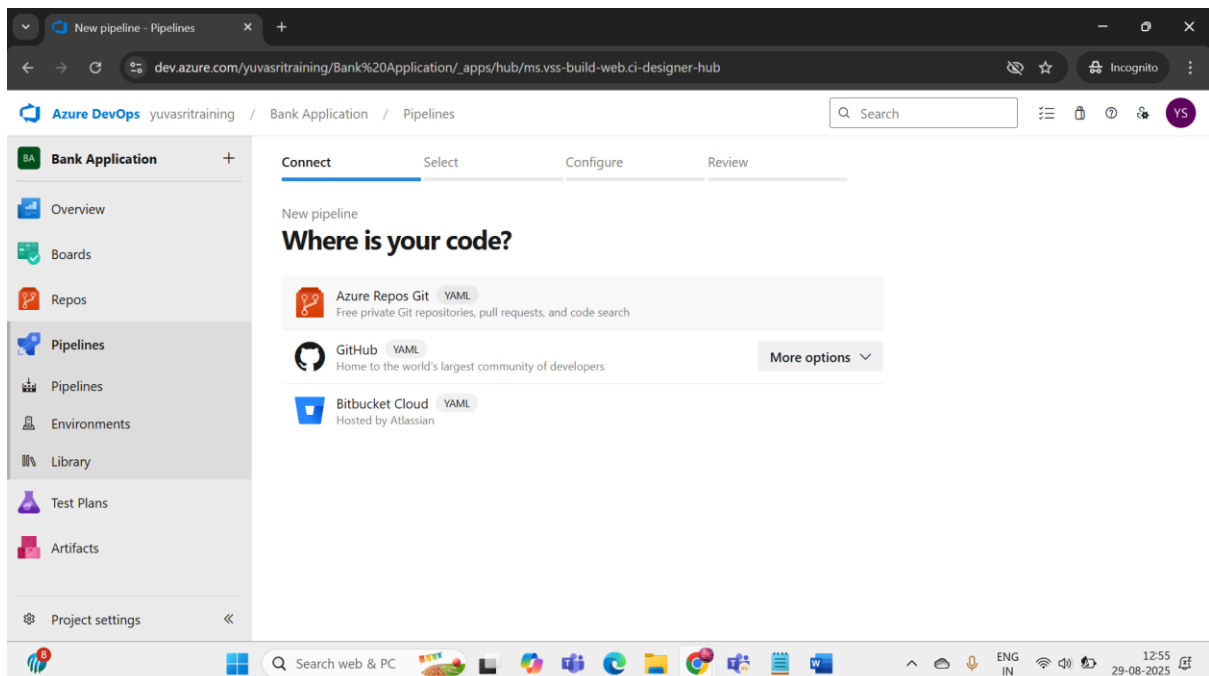 New pipeline - Pipelines
dev.azure.com/yuvasritraining/Bank%20Application/_apps/hub/ms.vss-build-web.ci-designer-hub
Incognito
Azure DevOps yuvasritraining / Bank Application / Pipelines
Search
YS
BA Bank Application
Connect Select Configure Review
Overview
New pipeline
Where is your code?
Boards
Azure Repos Git YAML
Free private Git repositories, pull requests, and code search
Repos
GitHub YAML
Home to the world's largest community of developers
More options
Pipelines
Bitbucket Cloud YAML
Hosted by Atlassian
Pipelines
Environments
Library
Test Plans
Artifacts
Project settings
8
Search web & PC
ENG
IN
12:55
29-08-2025